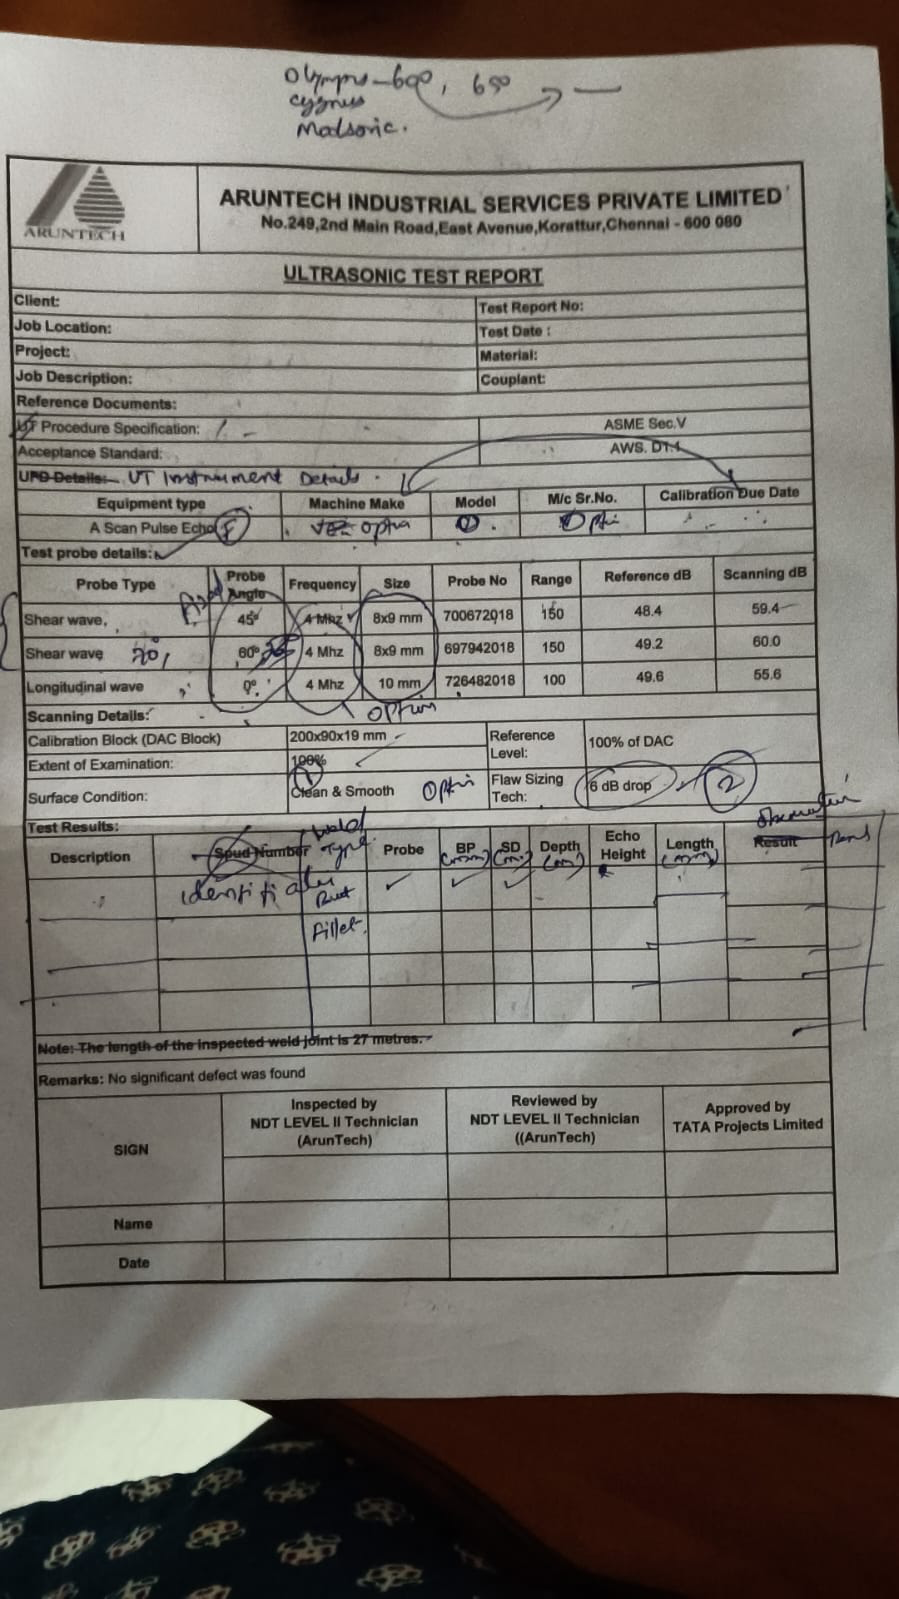 Olympus - 600, 650
cygnus
Modsonic.
ARUNTECH
ARUNTECH INDUSTRIAL SERVICES PRIVATE LIMITED
No.249,2nd Main Road,East Avenue,Korattur,Chennai - 600 080
ULTRASONIC TEST REPORT
Client: Test Report No:
Job Location: Test Date :
Project: Material:
Job Description: Couplant:
Reference Documents:
UT Procedure Specification: ASME Sec.V
Acceptance Standard: AWS. D1.1
UPD Details: UT Instrument Details.
Equipment type Machine Make Model M/c Sr.No. Calibration Due Date
A Scan Pulse Echo F option
Test probe details:
Probe Type Probe Angle Frequency Size Probe No Range Reference dB Scanning dB
Shear wave, 45° 4 Mhz 8x9 mm 700672018 150 48.4 59.4
Shear wave 70, 60° 4 Mhz 8x9 mm 697942018 150 49.2 60.0
Longitudinal wave 0° 4 Mhz 10 mm 726482018 100 49.6 55.6
Scanning Details: option
Calibration Block (DAC Block) 200x90x19 mm Reference Level: 100% of DAC
Extent of Examination: 100%
Surface Condition: Clean & Smooth Flaw Sizing Tech: 6 dB drop 2
Test Results:
Description Spud Number Weld Type. Probe BP (mm) SD (mm) Depth (mm) Echo Height Length (mm) Result
Butt
Fillet.
Note: The length of the inspected weld joint is 27 metres.
Remarks: No significant defect was found
SIGN Inspected by NDT LEVEL II Technician (ArunTech) Reviewed by NDT LEVEL II Technician ((ArunTech) Approved by TATA Projects Limited
Name
Date